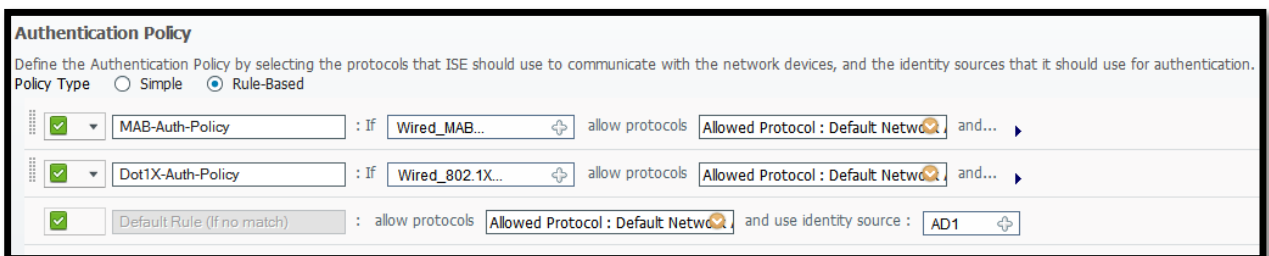 Authentication Policy
Define the Authentication Policy by selecting the protocols that ISE should use to communicate with the network devices, and the identity sources that it should use for authentication.
Policy Type Simple Rule-Based
MAB-Auth-Policy : If Wired_MAB... allow protocols Allowed Protocol : Default Netwo and...
Dot1X-Auth-Policy : If Wired_802.1X... allow protocols Allowed Protocol : Default Netwo and...
Default Rule (If no match) : allow protocols Allowed Protocol : Default Netwo and use identity source : AD1